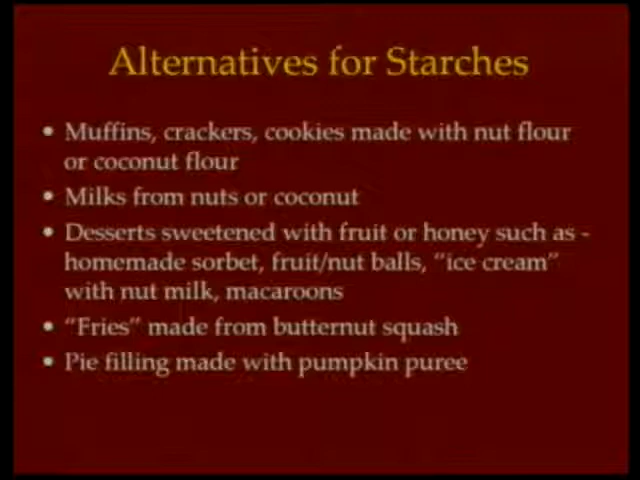 Alternatives for Starches
• Muffins, crackers, cookies made with nut flour
or coconut flour
• Milks from nuts or coconut
• Desserts sweetened with fruit or honey such as -
homemade sorbet, fruit/nut balls, “ice cream”
with nut milk, macaroons
• “Fries” made from butternut squash
• Pie filling made with pumpkin puree